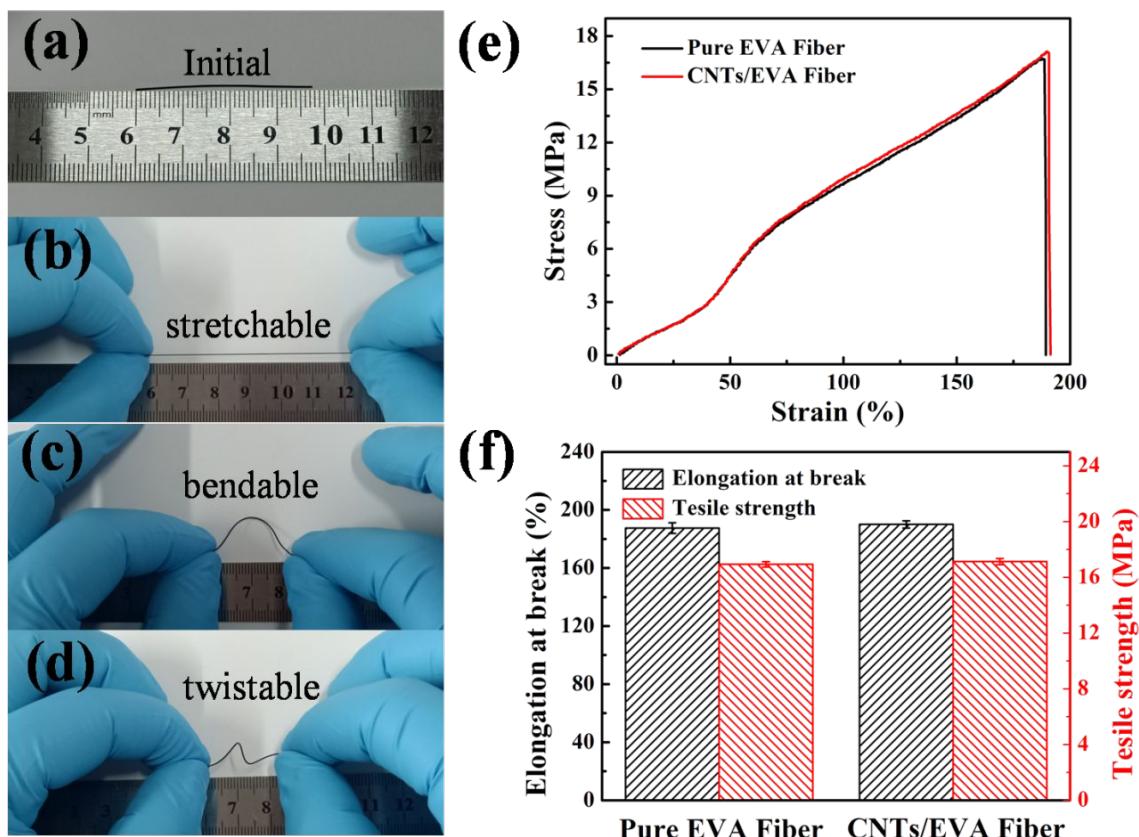 (a)
Initial
mm
4 5 6 7 8 9 10 11 12
(b)
stretchable
6 7 8 9 10 11 12
(c)
bendable
7 8
(d)
twistable
7 8 11 12
(e)
Pure EVA Fiber
CNTs/EVA Fiber
Stress (MPa)
18
15
12
9
6
3
0
0 50 100 150 200
Strain (%)
(f)
Elongation at break
Tesile strength
Elongation at break (%)
240
200
160
120
80
40
0
24
20
16
12
8
4
0
Tesile strength (MPa)
Pure EVA Fiber CNTs/EVA Fiber